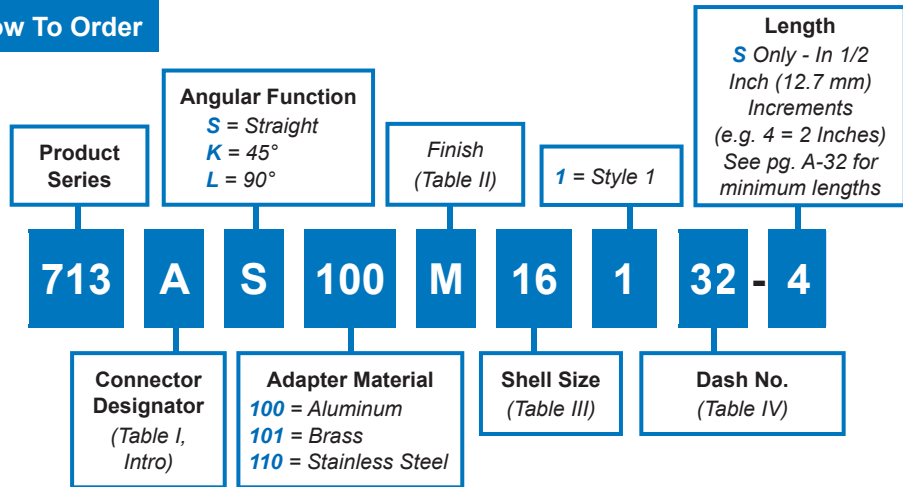 ow To Order
Length
S Only - In 1/2
Inch (12.7 mm)
Increments
(e.g. 4 = 2 Inches)
See pg. A-32 for
minimum lengths
Angular Function
S = Straight
K = 45°
L = 90°
Product
Series
Finish
(Table II)
1 = Style 1
713 A S 100 M 16 1 32 - 4
Connector
Designator
(Table I,
Intro)
Adapter Material
100 = Aluminum
101 = Brass
110 = Stainless Steel
Shell Size
(Table III)
Dash No.
(Table IV)